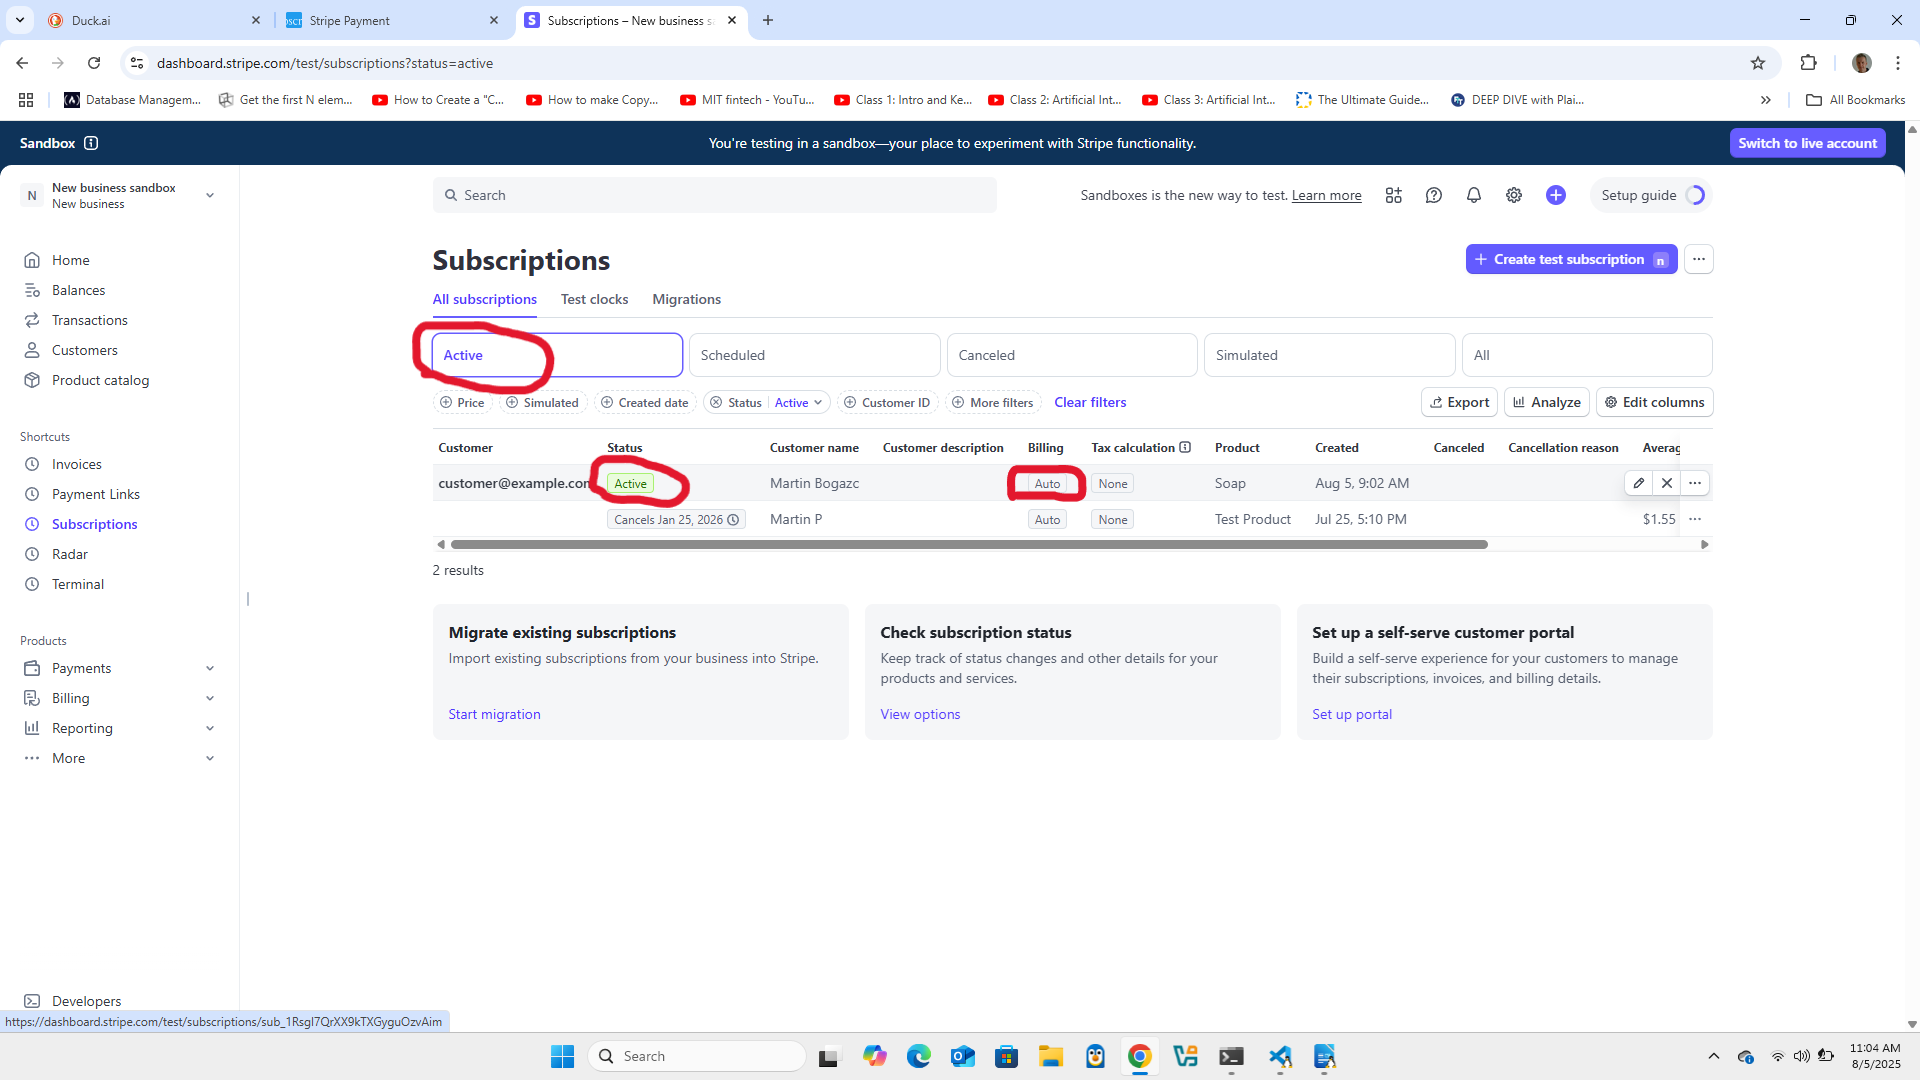 Duck.ai
Stripe Payment
Subscriptions – New business s
dashboard.stripe.com/test/subscriptions?status=active
Database Managem...
Get the first N elem...
How to Create a "C...
How to make Copy...
MIT fintech - YouTu...
Class 1: Intro and Ke...
Class 2: Artificial Int...
Class 3: Artificial Int...
The Ultimate Guide...
DEEP DIVE with Plai...
All Bookmarks
Sandbox
You're testing in a sandbox—your place to experiment with Stripe functionality.
Switch to live account
N
New business sandbox
New business
Search
Sandboxes is the new way to test. Learn more
Setup guide
Home
Balances
Transactions
Customers
Product catalog
Shortcuts
Invoices
Payment Links
Subscriptions
Radar
Terminal
Products
Payments
Billing
Reporting
More
Developers
Subscriptions
Create test subscription n
All subscriptions Test clocks Migrations
Active Scheduled Canceled Simulated All
Price Simulated Created date Status Active Customer ID More filters Clear filters Export Analyze Edit columns
Customer Status Customer name Customer description Billing Tax calculation Product Created Canceled Cancellation reason Averag
customer@example.com Active Martin Bogazc Auto None Soap Aug 5, 9:02 AM
Cancels Jan 25, 2026 Martin P Auto None Test Product Jul 25, 5:10 PM $1.55
2 results
Migrate existing subscriptions
Import existing subscriptions from your business into Stripe.
Start migration
Check subscription status
Keep track of status changes and other details for your
products and services.
View options
Set up a self-serve customer portal
Build a self-serve experience for your customers to manage
their subscriptions, invoices, and billing details.
Set up portal
https://dashboard.stripe.com/test/subscriptions/sub_1RsgI7QrXX9kTXGyguOzvAim
Search
11:04 AM
8/5/2025